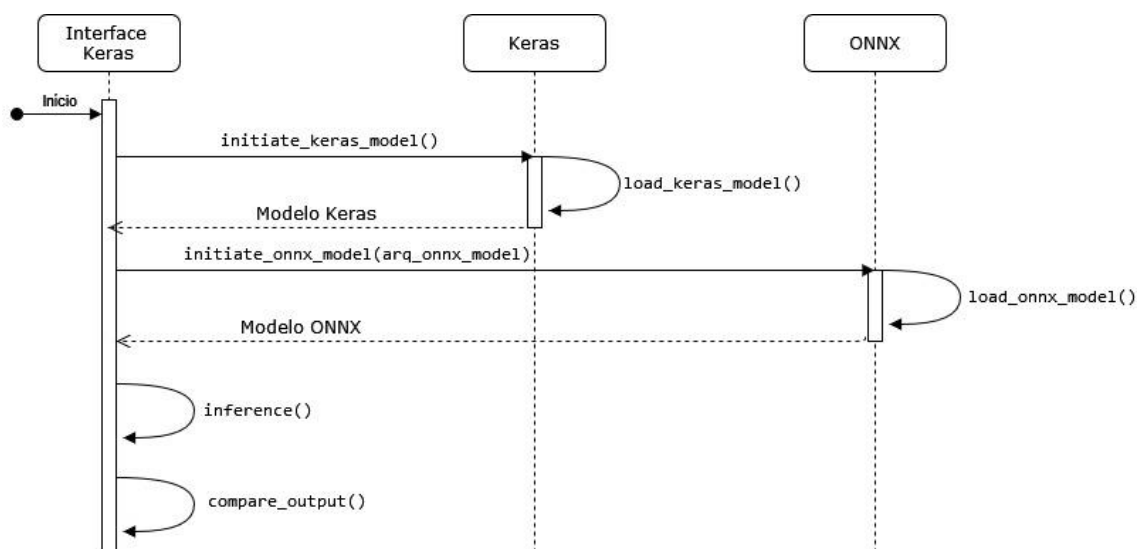 Interface
Keras
Keras
ONNX
Início
initiate_keras_model()
load_keras_model()
Modelo Keras
initiate_onnx_model(arq_onnx_model)
load_onnx_model()
Modelo ONNX
inference()
compare_output()